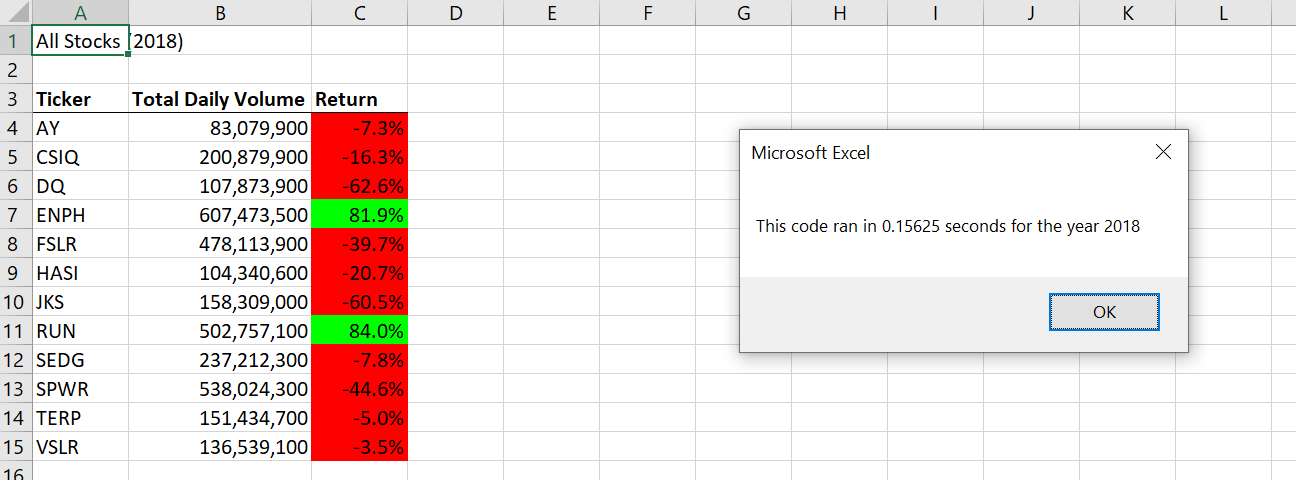 A B C D E F G H I J K L
1 All Stocks (2018)
2
3 Ticker Total Daily Volume Return
4 AY 83,079,900 -7.3%
5 CSIQ 200,879,900 -16.3%
6 DQ 107,873,900 -62.6%
7 ENPH 607,473,500 81.9%
8 FSLR 478,113,900 -39.7%
9 HASI 104,340,600 -20.7%
10 JKS 158,309,000 -60.5%
11 RUN 502,757,100 84.0%
12 SEDG 237,212,300 -7.8%
13 SPWR 538,024,300 -44.6%
14 TERP 151,434,700 -5.0%
15 VSLR 136,539,100 -3.5%
16
Microsoft Excel
This code ran in 0.15625 seconds for the year 2018
OK